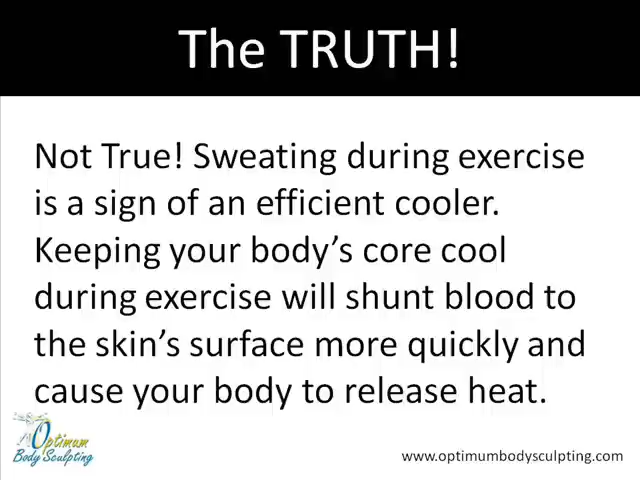 The TRUTH!
Not True! Sweating during exercise
is a sign of an efficient cooler.
Keeping your body’s core cool
during exercise will shunt blood to
the skin’s surface more quickly and
cause your body to release heat.
Optimum
Body Sculpting
www.optimumbodysculpting.com